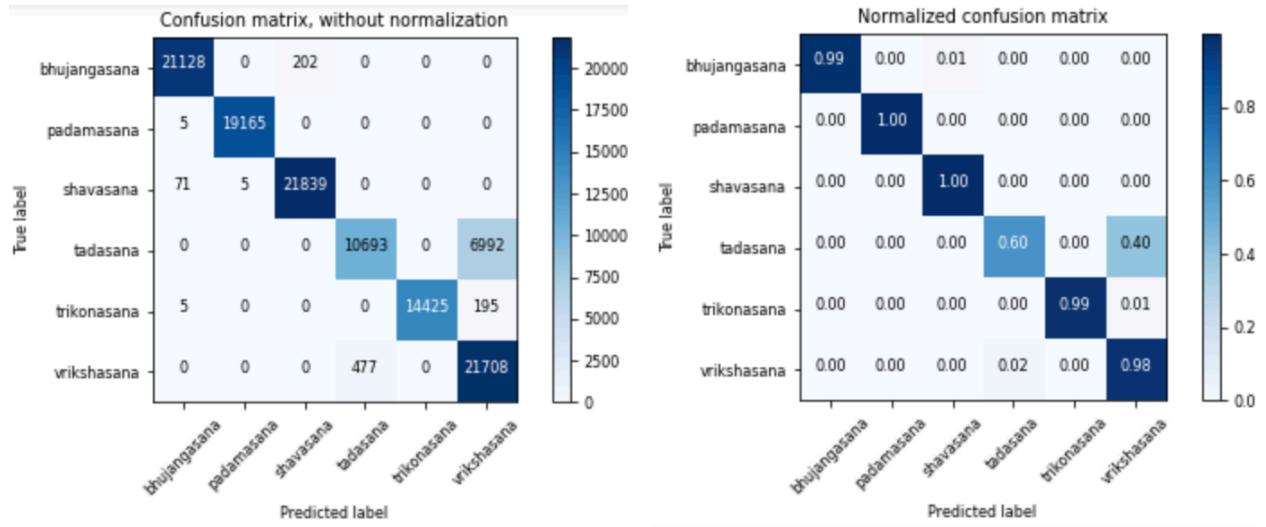 Confusion matrix, without normalization
bhujangasana 21128 0 202 0 0 0
padamasana 5 19165 0 0 0 0
shavasana 71 5 21839 0 0 0
tadasana 0 0 0 10693 0 6992
trikonasana 5 0 0 0 14425 195
vrikshasana 0 0 0 477 0 21708
True label
bhujangasana
padamasana
shavasana
tadasana
trikonasana
vrikshasana
Predicted label
20000
17500
15000
12500
10000
7500
5000
2500
0
Normalized confusion matrix
bhujangasana 0.99 0.00 0.01 0.00 0.00 0.00
padamasana 0.00 1.00 0.00 0.00 0.00 0.00
shavasana 0.00 0.00 1.00 0.00 0.00 0.00
tadasana 0.00 0.00 0.00 0.60 0.00 0.40
trikonasana 0.00 0.00 0.00 0.00 0.99 0.01
vrikshasana 0.00 0.00 0.00 0.02 0.00 0.98
True label
bhujangasana
padamasana
shavasana
tadasana
trikonasana
vrikshasana
Predicted label
0.8
0.6
0.4
0.2
0.0